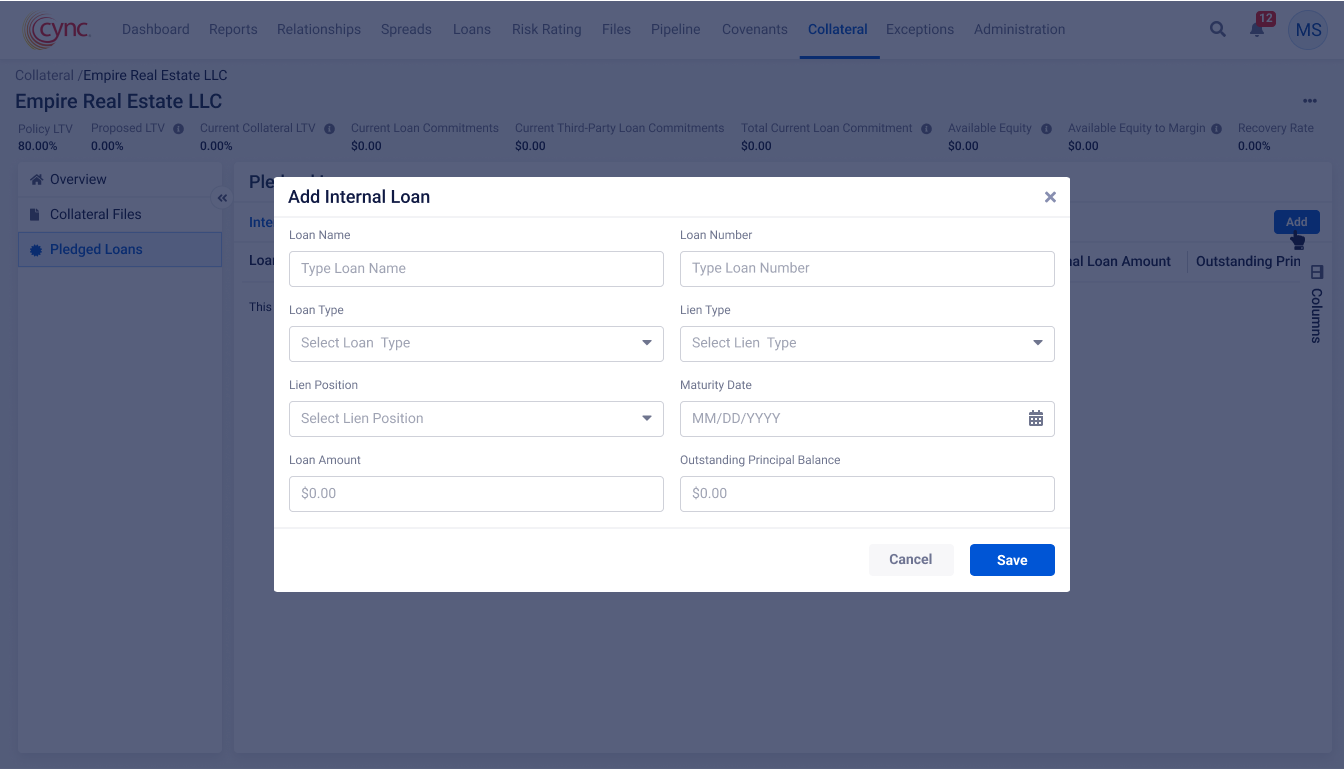 cync
Dashboard Reports Relationships Spreads Loans Risk Rating Files Pipeline Covenants Collateral Exceptions Administration 12 MS
Collateral /Empire Real Estate LLC
Empire Real Estate LLC
Policy LTV Proposed LTV Current Collateral LTV Current Loan Commitments Current Third-Party Loan Commitments Total Current Loan Commitment Available Equity Available Equity to Margin Recovery Rate
80.00% 0.00% 0.00% $0.00 $0.00 $0.00 $0.00 $0.00 0.00%
Overview
Collateral Files
Pledged Loans
Add
Loan Amount Outstanding Prin
This
Columns
Add Internal Loan
Loan Name Loan Number
Type Loan Name Type Loan Number
Loan Type Lien Type
Select Loan Type Select Lien Type
Lien Position Maturity Date
Select Lien Position MM/DD/YYYY
Loan Amount Outstanding Principal Balance
$0.00 $0.00
Cancel Save